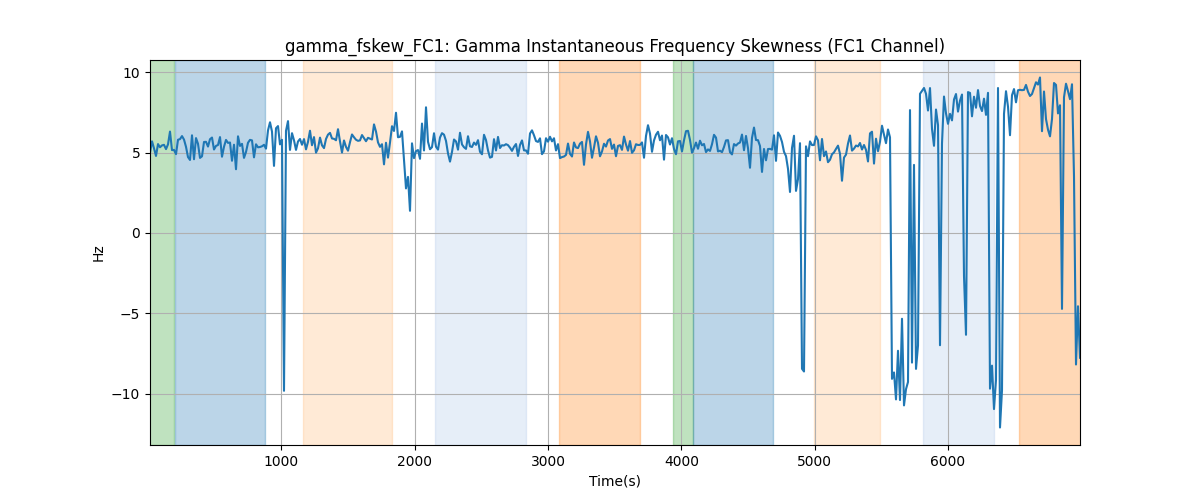 gamma_fskew_FC1: Gamma Instantaneous Frequency Skewness (FC1 Channel)
10
5
0
−5
−10
Hz
1000 2000 3000 4000 5000 6000
Time(s)